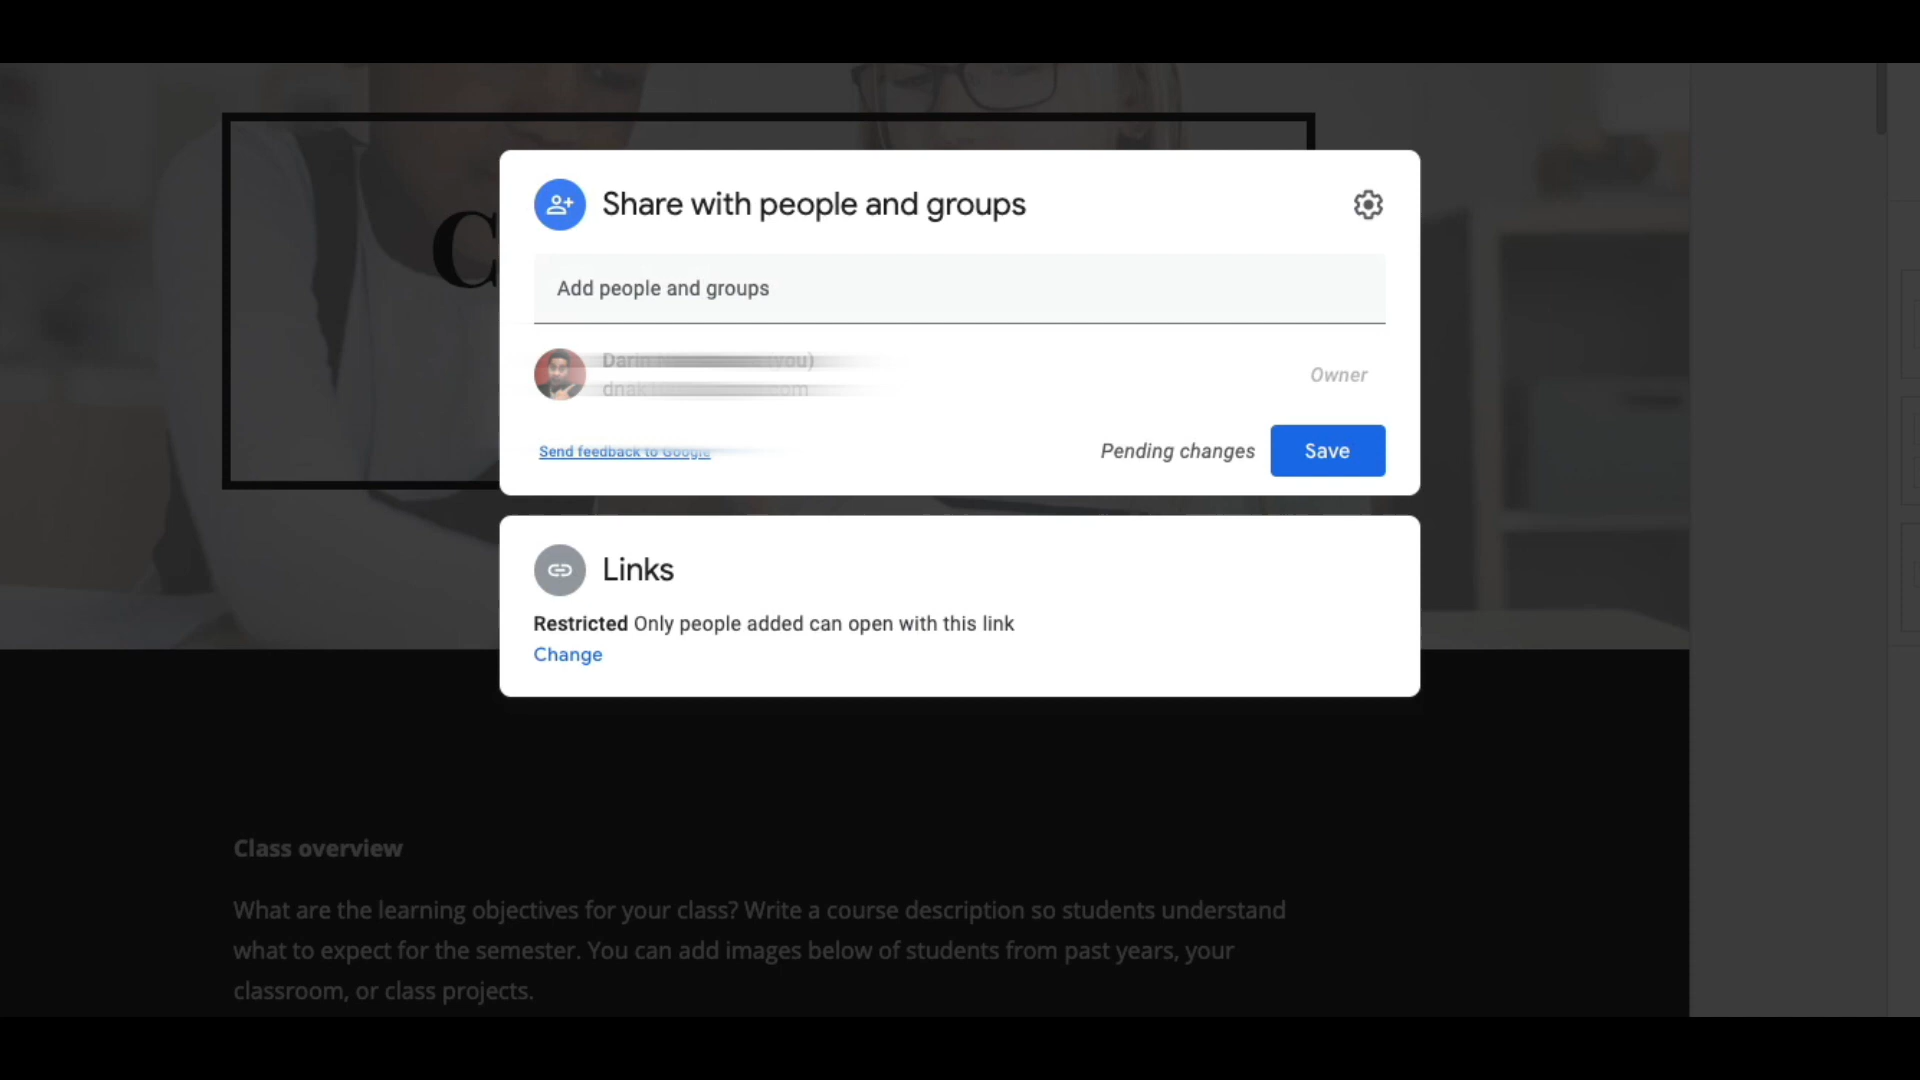 C
Share with people and groups
Add people and groups
Darin (you)
Owner
Send feedback to Google
Pending changes
Save
Links
Restricted Only people added can open with this link
Change
Class overview
What are the learning objectives for your class? Write a course description so students understand
what to expect for the semester. You can add images below of students from past years, your
classroom, or class projects.